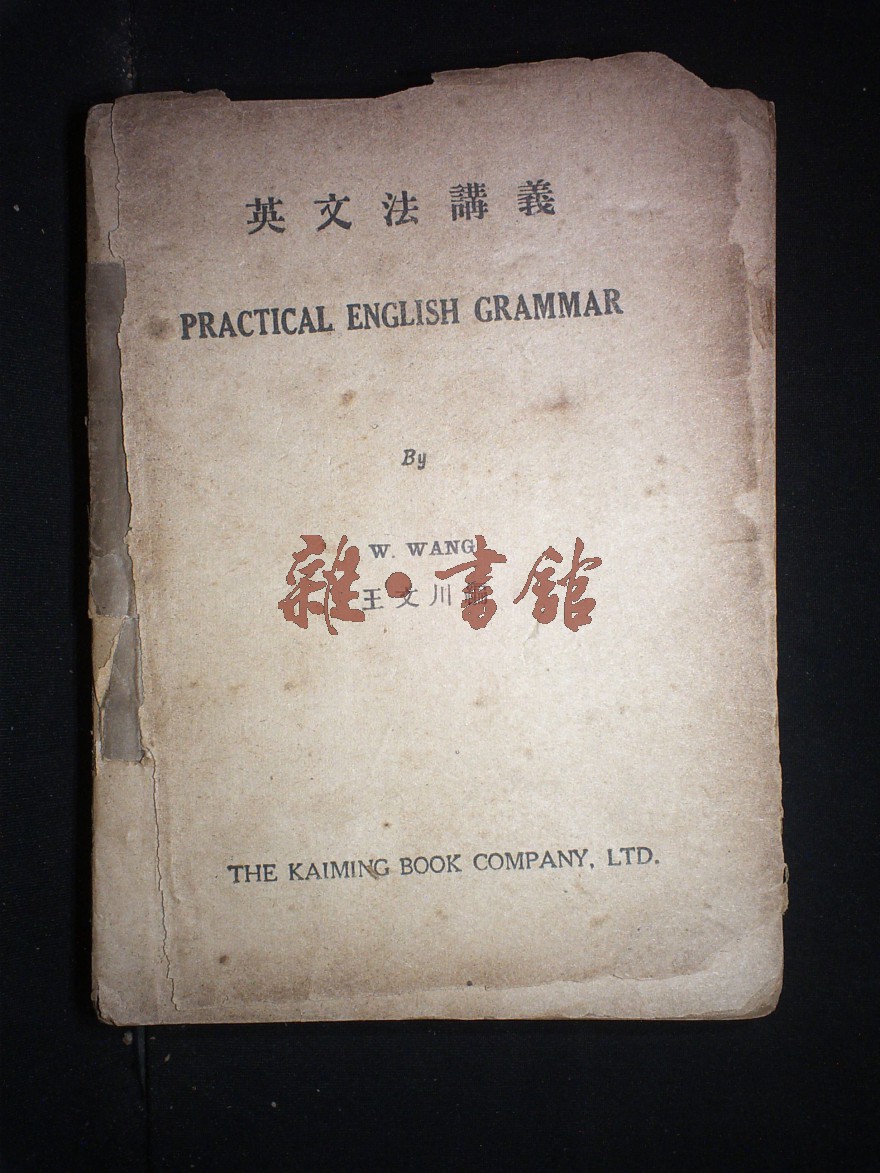 英文法講義
PRACTICAL ENGLISH GRAMMAR
By
W. WANG
王文川
雜·書館
THE KAIMING BOOK COMPANY, LTD.